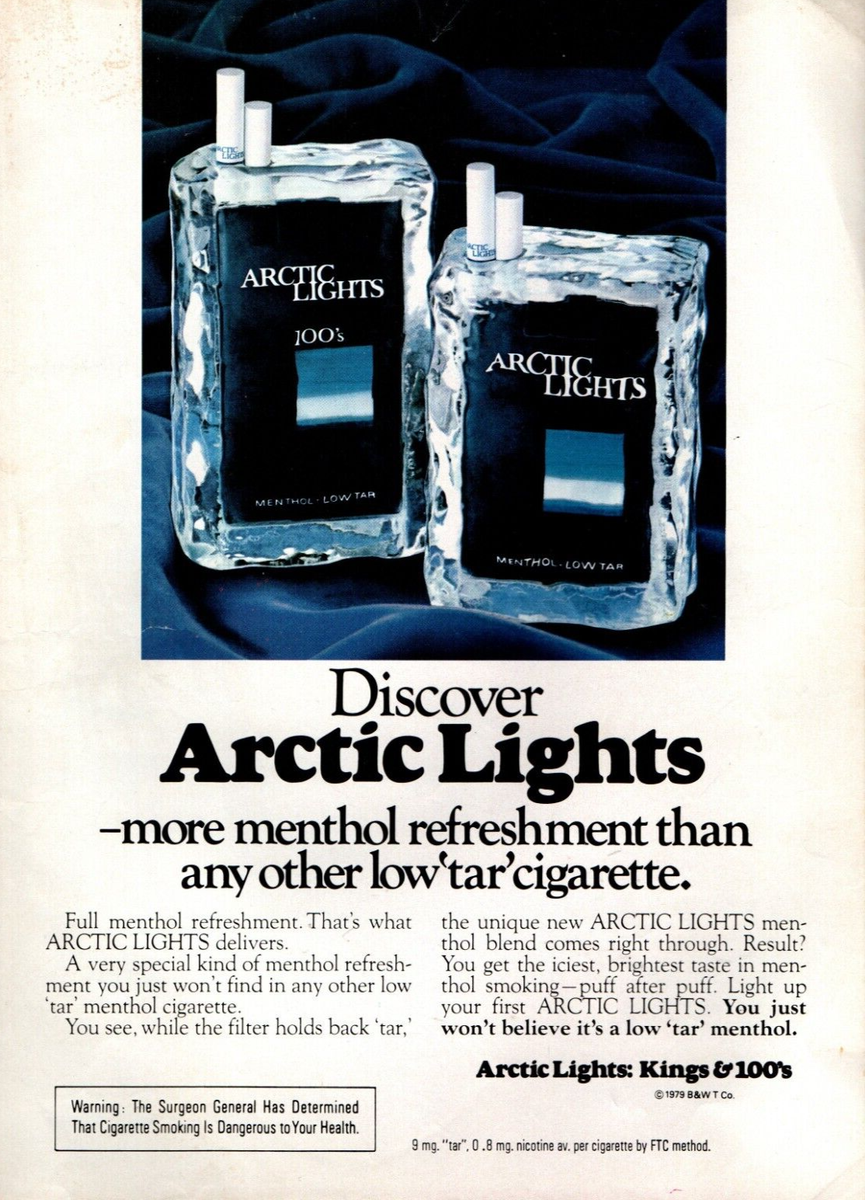 ARCTIC
LIGHTS
ARCTIC
LIGHTS
100's
MENTHOL · LOW TAR
ARCTIC
LIGHTS
ARCTIC
LIGHTS
MENTHOL · LOW TAR
Discover
Arctic Lights
–more menthol refreshment than
any other low 'tar' cigarette.
Full menthol refreshment. That's what
ARCTIC LIGHTS delivers.
A very special kind of menthol refresh-
ment you just won't find in any other low
'tar' menthol cigarette.
You see, while the filter holds back 'tar,'
the unique new ARCTIC LIGHTS men-
thol blend comes right through. Result?
You get the iciest, brightest taste in men-
thol smoking—puff after puff. Light up
your first ARCTIC LIGHTS. You just
won't believe it's a low 'tar' menthol.
Arctic Lights: Kings & 100's
© 1979 B&W T Co.
Warning: The Surgeon General Has Determined
That Cigarette Smoking Is Dangerous to Your Health.
9 mg. "tar", 0.8 mg. nicotine av. per cigarette by FTC method.